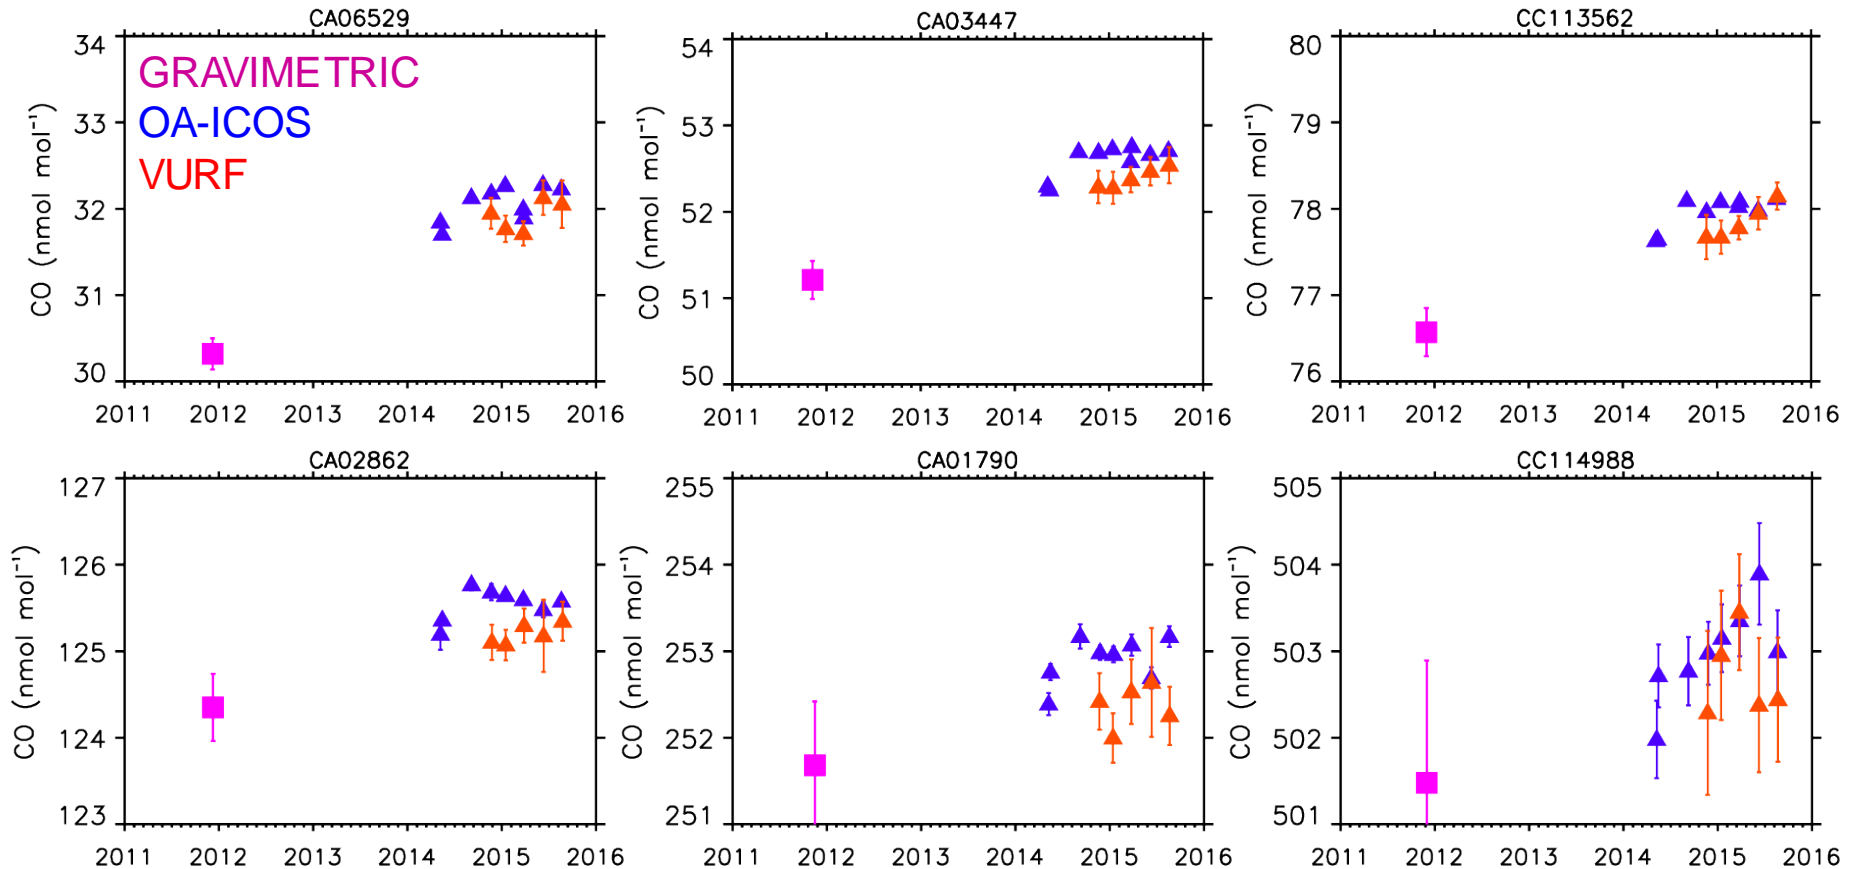 CA06529
34
33
32
31
30
CO (nmol mol⁻¹)
GRAVIMETRIC
OA-ICOS
VURF
2011 2012 2013 2014 2015 2016
CA03447
54
53
52
51
50
CO (nmol mol⁻¹)
2011 2012 2013 2014 2015 2016
CC113562
80
79
78
77
76
CO (nmol mol⁻¹)
2011 2012 2013 2014 2015 2016
CA02862
127
126
125
124
123
CO (nmol mol⁻¹)
2011 2012 2013 2014 2015 2016
CA01790
255
254
253
252
251
CO (nmol mol⁻¹)
2011 2012 2013 2014 2015 2016
CC114988
505
504
503
502
501
CO (nmol mol⁻¹)
2011 2012 2013 2014 2015 2016